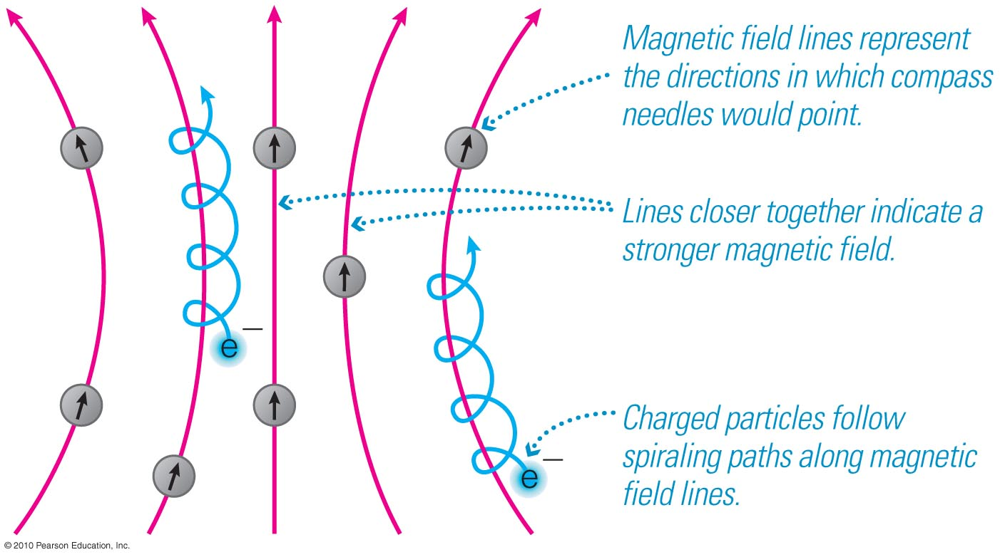 Magnetic field lines represent
the directions in which compass
needles would point.
Lines closer together indicate a
stronger magnetic field.
e—
e—
Charged particles follow
spiraling paths along magnetic
field lines.
© 2010 Pearson Education, Inc.